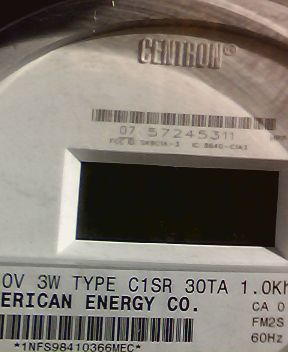 CENTRON®
07 57245311
0V 3W TYPE C1SR 30TA 1.0Kh
ERICAN ENERGY CO.
CA 0
FM2S
60Hz
*1NFS98410366MEC*